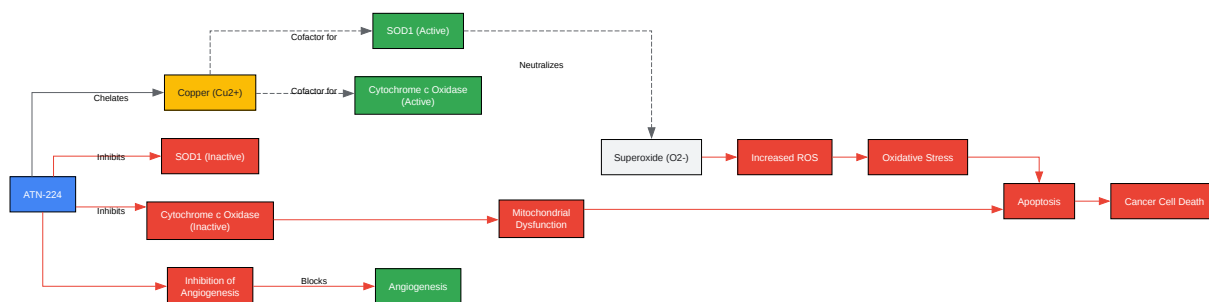 SOD1 (Active)
Cofactor for
Neutralizes
Copper (Cu2+)
Cofactor for
Cytochrome c Oxidase
(Active)
Chelates
SOD1 (Inactive)
Inhibits
Superoxide (O2-)
Increased ROS
Oxidative Stress
ATN-224
Inhibits
Cytochrome c Oxidase
(Inactive)
Mitochondrial
Dysfunction
Apoptosis
Cancer Cell Death
Inhibition of
Angiogenesis
Blocks
Angiogenesis